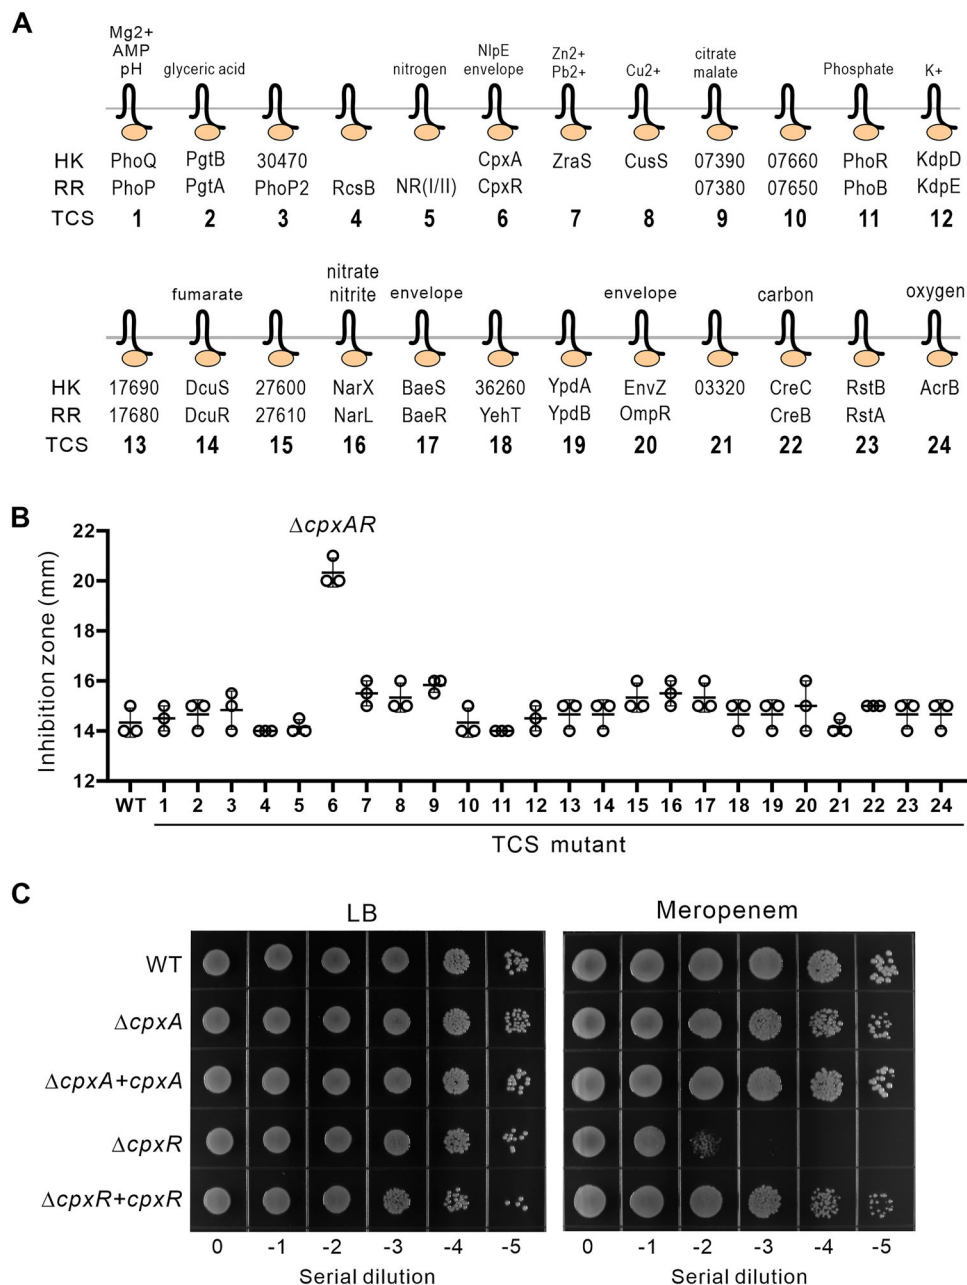 A
Mg2+
AMP
pH
glyceric acid
nitrogen
NlpE
envelope
Zn2+
Pb2+
Cu2+
citrate
malate
Phosphate
K+
HK PhoQ PgtB 30470 CpxA ZraS CusS 07390 07660 PhoR KdpD
RR PhoP PgtA PhoP2 RcsB NR(I/II) CpxR 07380 07650 PhoB KdpE
TCS 1 2 3 4 5 6 7 8 9 10 11 12
fumarate
nitrate
nitrite
envelope
envelope
carbon
oxygen
HK 17690 DcuS 27600 NarX BaeS 36260 YpdA EnvZ 03320 CreC RstB AcrB
RR 17680 DcuR 27610 NarL BaeR YehT YpdB OmpR CreB RstA
TCS 13 14 15 16 17 18 19 20 21 22 23 24
B
ΔcpxAR
Inhibition zone (mm)
22
20
18
16
14
12
WT 1 2 3 4 5 6 7 8 9 10 11 12 13 14 15 16 17 18 19 20 21 22 23 24
TCS mutant
C
LB Meropenem
WT
ΔcpxA
ΔcpxA+cpxA
ΔcpxR
ΔcpxR+cpxR
0 -1 -2 -3 -4 -5 0 -1 -2 -3 -4 -5
Serial dilution Serial dilution